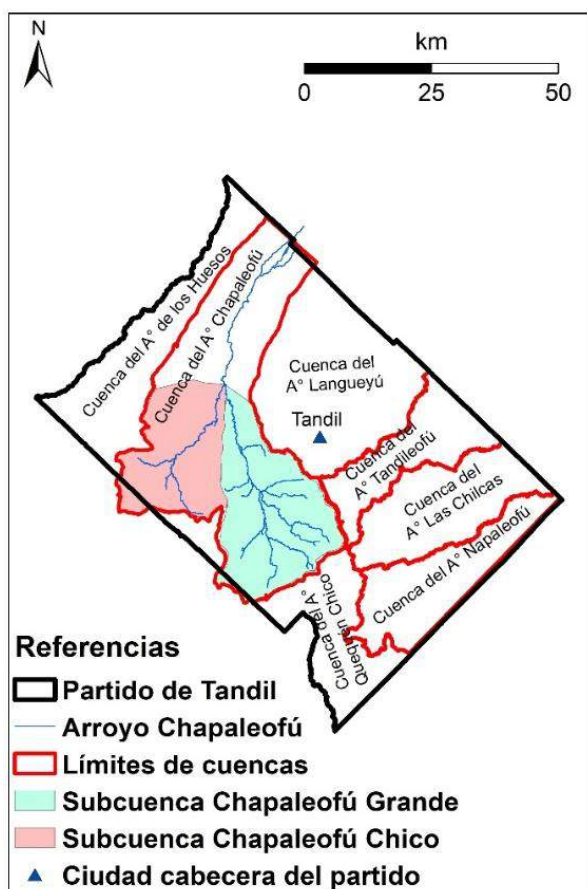 N
km
0 25 50
Cuenca del A° de los Huesos
Cuenca del A° Chapaleofú
Cuenca del
A° Langueyú
Tandil
Cuenca del
A° Tandileofú
Cuenca del
A° Las Chilcas
Cuenca del A° Napaleofú
Cuenca del A°
Quequén Chico
Referencias
Partido de Tandil
Arroyo Chapaleofú
Límites de cuencas
Subcuenca Chapaleofú Grande
Subcuenca Chapaleofú Chico
Ciudad cabecera del partido